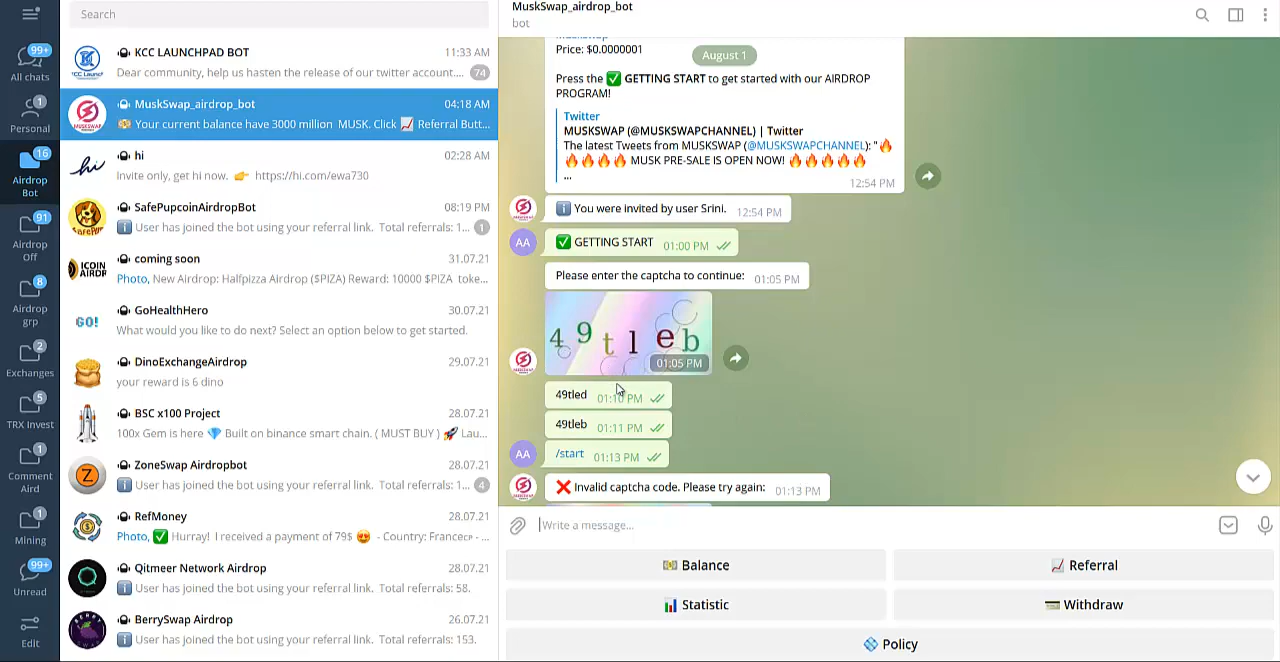 99+
All chats
1
Personal
16
Airdrop
Bot
91
Airdrop
Off
8
Airdrop
grp
2
Exchanges
5
TRX Invest
1
Comment
Aird
1
Mining
99+
Unread
Edit
Search
KCC LAUNCHPAD BOT 11:33 AM
Dear community, help us hasten the release of our twitter account.... 74
MuskSwap_airdrop_bot 04:18 AM
Your current balance have 3000 million MUSK. Click Referral Butt...
hi 02:28 AM
Invite only, get hi now. 👉 https://hi.com/ewa730
SafePupcoinAirdropBot 08:19 PM
User has joined the bot using your referral link. Total referrals: 1... 1
coming soon 31.07.21
Photo, New Airdrop: Halfpizza Airdrop ($PIZA) Reward: 10000 $PIZA toke...
GoHealthHero 30.07.21
What would you like to do next? Select an option below to get started.
DinoExchangeAirdrop 29.07.21
your reward is 6 dino
BSC x100 Project 28.07.21
100x Gem is here 💎 Built on binance smart chain. ( MUST BUY ) 🚀 Lau...
ZoneSwap Airdropbot 28.07.21
User has joined the bot using your referral link. Total referrals: 1... 4
RefMoney 28.07.21
Photo, ✅ Hurray! I received a payment of 79$ 😍 - Country: Francece - ...
Qitmeer Network Airdrop 28.07.21
User has joined the bot using your referral link. Total referrals: 58.
BerrySwap Airdrop 26.07.21
User has joined the bot using your referral link. Total referrals: 153.
MuskSwap_airdrop_bot
bot
Price: $0.0000001
August 1
Press the ✅ GETTING START to get started with our AIRDROP
PROGRAM!
Twitter
MUSKSWAP (@MUSKSWAPCHANNEL) | Twitter
The latest Tweets from MUSKSWAP (@MUSKSWAPCHANNEL): "🔥
🔥🔥🔥🔥 MUSK PRE-SALE IS OPEN NOW! 🔥🔥🔥🔥🔥
...
12:54 PM
You were invited by user Srini. 12:54 PM
AA
✅ GETTING START 01:00 PM
Please enter the captcha to continue: 01:05 PM
49tleb
01:05 PM
49tled 01:10 PM
49tleb 01:11 PM
AA
/start 01:13 PM
❌ Invalid captcha code. Please try again: 01:13 PM
Write a message...
Balance
Referral
Statistic
Withdraw
Policy